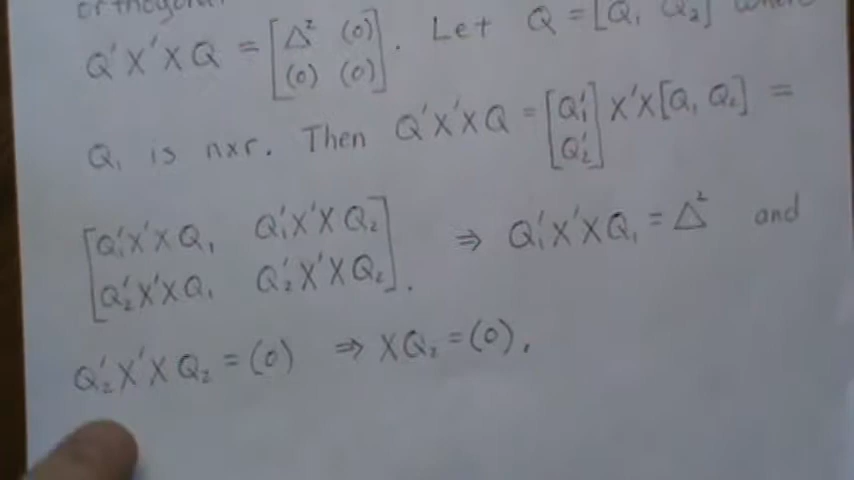 orthogonal
Q'X'XQ = [Δ² (0) (0) (0)]. Let Q = [Q₁ Q₂] where
Q₁ is n×r. Then Q'X'XQ = [Q₁' Q₂'] X'X[Q₁ Q₂] =
[Q₁'X'XQ₁ Q₁'X'XQ₂
Q₂'X'XQ₁ Q₂'X'XQ₂]. ⇒ Q₁'X'XQ₁ = Δ² and
Q₂'X'XQ₂ = (0) ⇒ XQ₂ = (0).